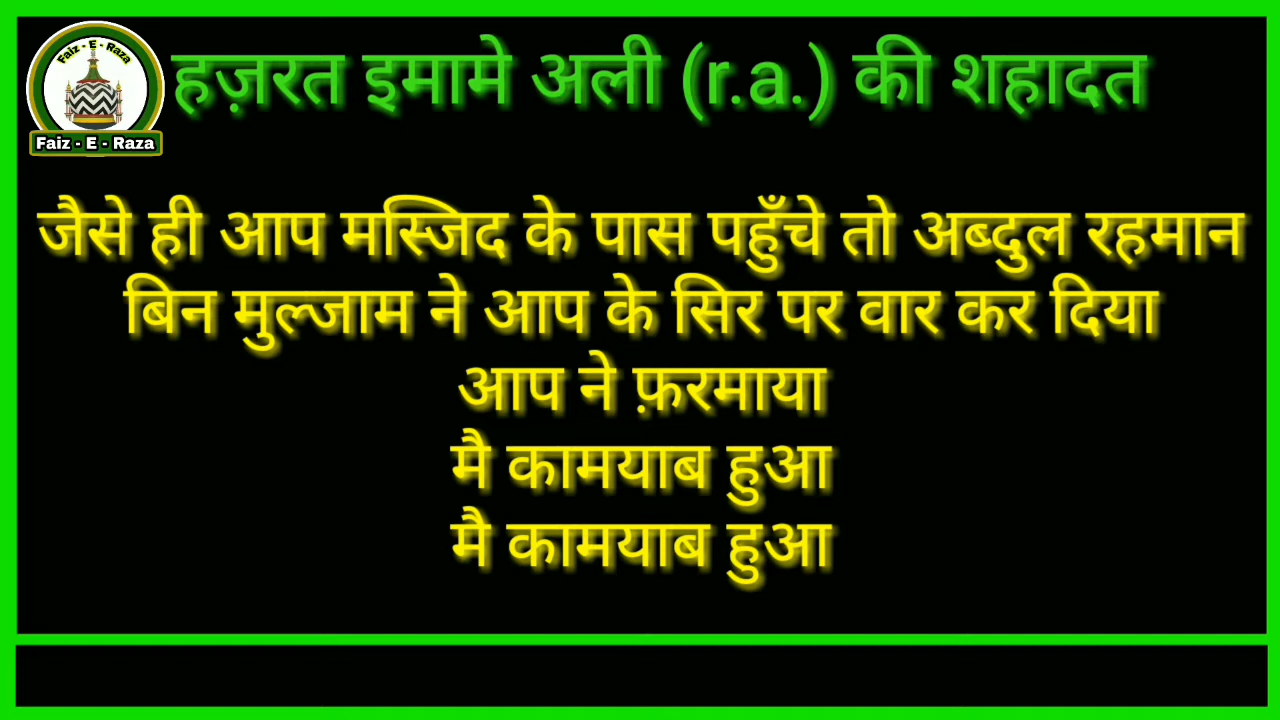 Faiz - E - Raza
Faiz - E - Raza
हज़रत इमामे अली (r.a.) की शहादत
जैसे ही आप मस्जिद के पास पहुँचे तो अब्दुल रहमान
बिन मुल्जाम ने आप के सिर पर वार कर दिया
आप ने फ़रमाया
मै कामयाब हुआ
मै कामयाब हुआ